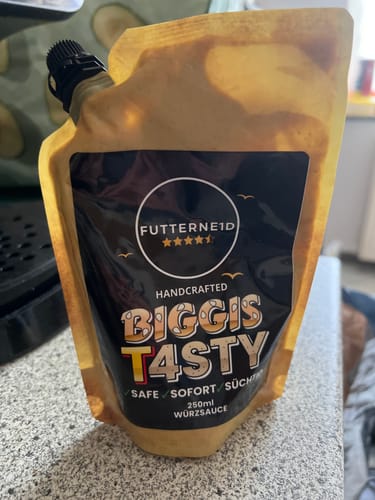 FUTTERNE1D
HANDCRAFTED
BIGGIS
T4STY
✓SAFE ✓SOFORT ✓SÜCHTIG
250ml
WÜRZSAUCE